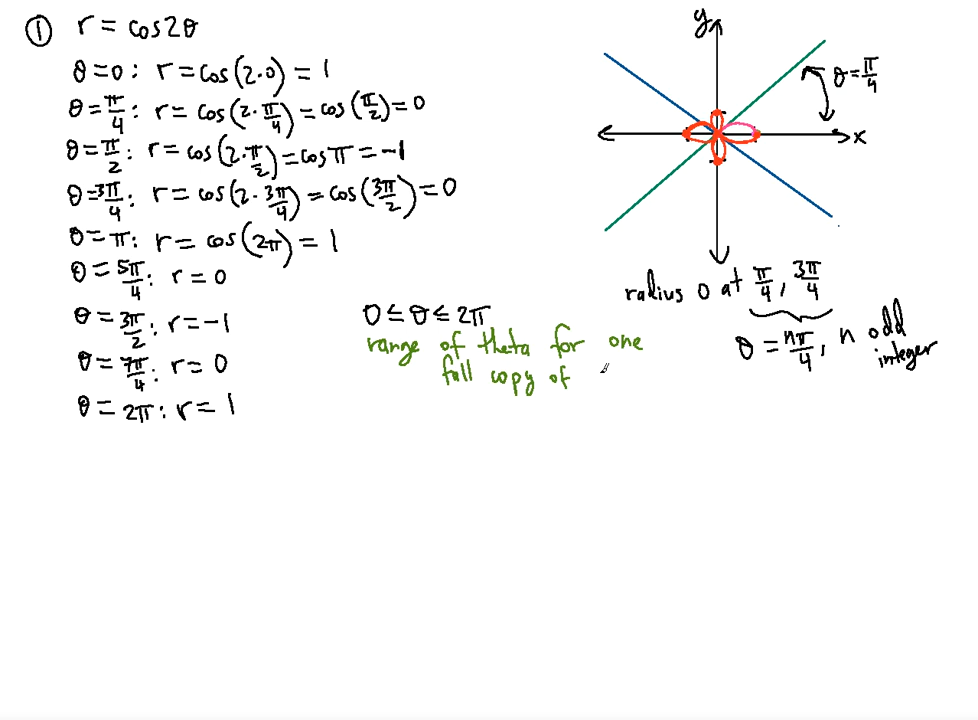 ① r = cos2θ
θ=0: r=cos(2·0) = 1
θ=π/4: r= cos(2·π/4) = cos(π/2) = 0
θ=π/2: r= cos(2·π/2) = cosπ = -1
θ=3π/4: r= cos(2·3π/4) = cos(3π/2) = 0
θ=π: r= cos(2π) = 1
θ=5π/4: r=0
θ=3π/2: r=-1
θ=7π/4: r=0
θ=2π: r=1
0≤θ≤2π
range of theta for one
full copy of
y
θ=π/4
x
radius 0 at π/4, 3π/4
θ=nπ/4, n odd
integer